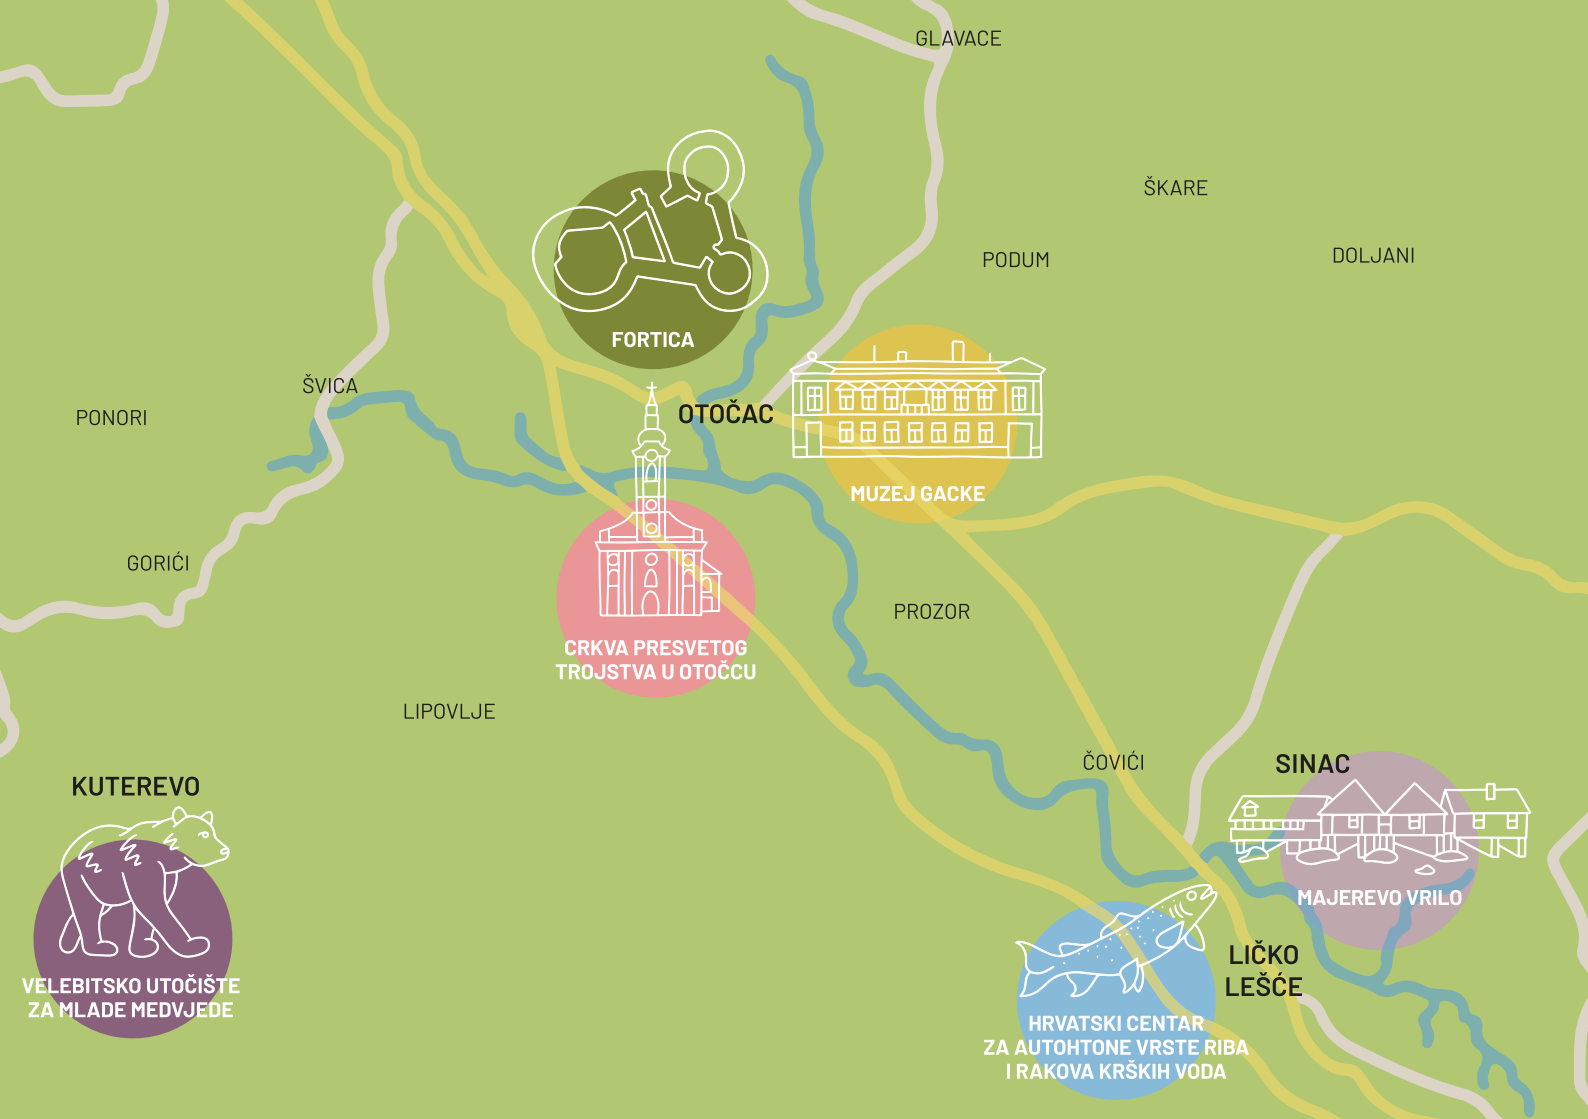 GLAVACE
ŠKARE
PODUM
DOLJANI
FORTICA
ŠVICA
PONORI
OTOČAC
MUZEJ GACKE
GORIĆI
PROZOR
CRKVA PRESVETOG
TROJSTVA U OTOČCU
LIPOVLJE
ČOVIĆI
SINAC
KUTEREVO
MAJEREVO VRILO
LIČKO
LEŠĆE
VELEBITSKO UTOČIŠTE
ZA MLADE MEDVJEDE
HRVATSKI CENTAR
ZA AUTOHTONE VRSTE RIBA
I RAKOVA KRŠKIH VODA